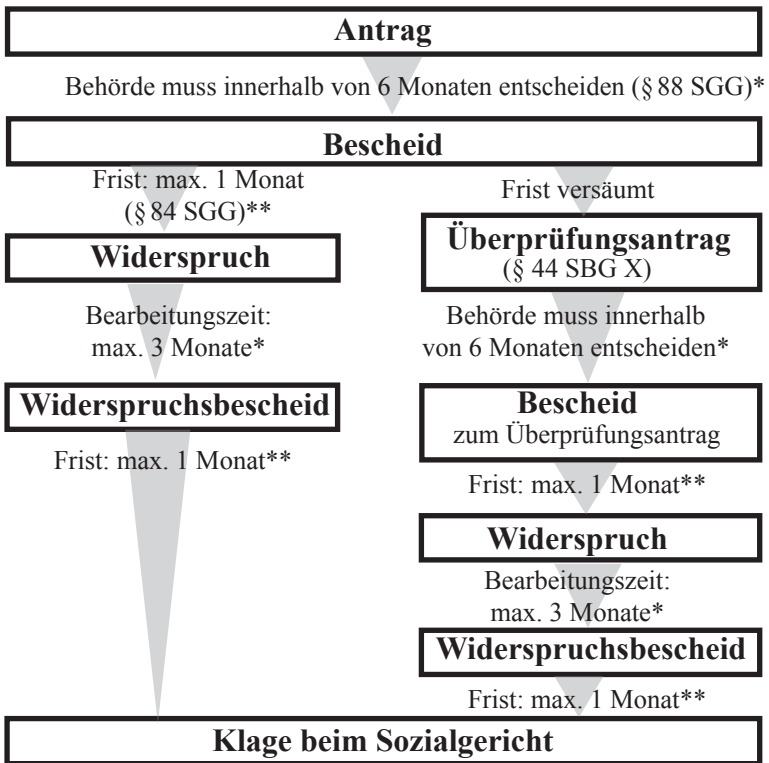 Antrag
Behörde muss innerhalb von 6 Monaten entscheiden (§ 88 SGG)*
Bescheid
Frist: max. 1 Monat
(§ 84 SGG)**
Widerspruch
Bearbeitungszeit:
max. 3 Monate*
Widerspruchsbescheid
Frist: max. 1 Monat**
Frist versäumt
Überprüfungsantrag
(§ 44 SBG X)
Behörde muss innerhalb
von 6 Monaten entscheiden*
Bescheid
zum Überprüfungsantrag
Frist: max. 1 Monat**
Widerspruch
Bearbeitungszeit:
max. 3 Monate*
Widerspruchsbescheid
Frist: max. 1 Monat**
Klage beim Sozialgericht